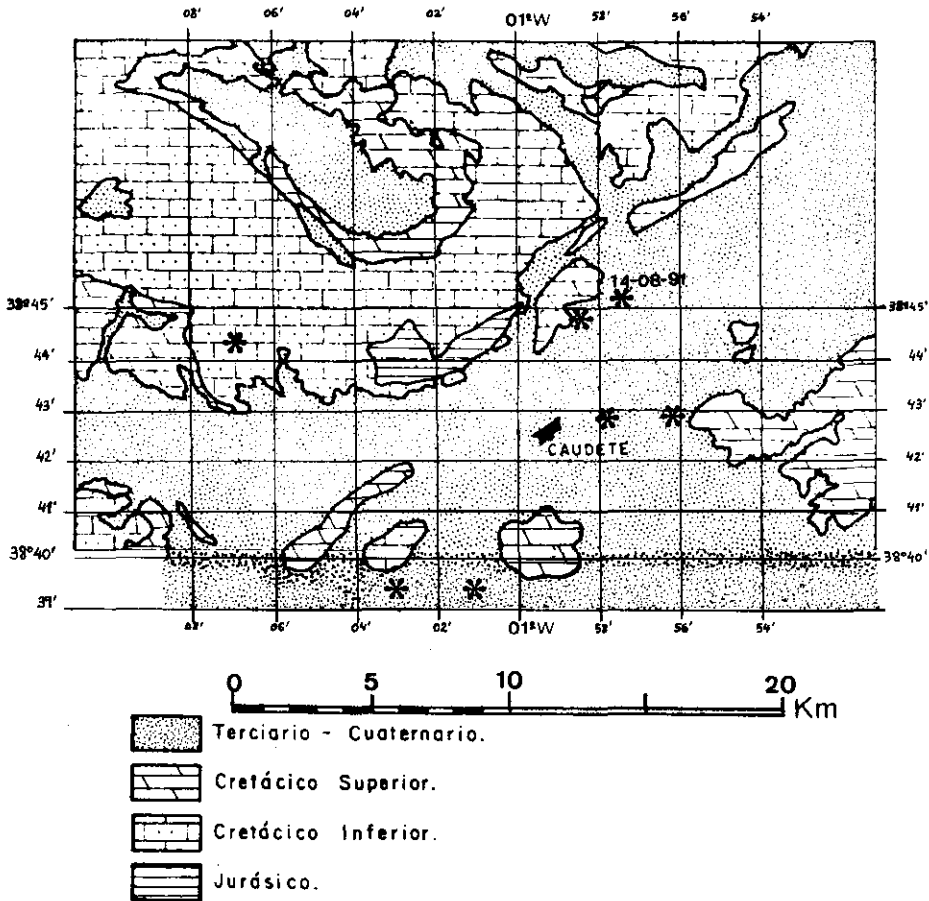 08' 06' 04' 02' 01ºW 58' 56' 54'
14-08-91
38º45' 38º45'
44' 44'
43' 43'
CAUDETE
42' 42'
41' 41'
38º40' 38º40'
39'
08' 06' 04' 02' 01ºW 58' 56' 54'
0 5 10 20
Km
Terciario - Cuaternario.
Cretácico Superior.
Cretácico Inferior.
Jurásico.